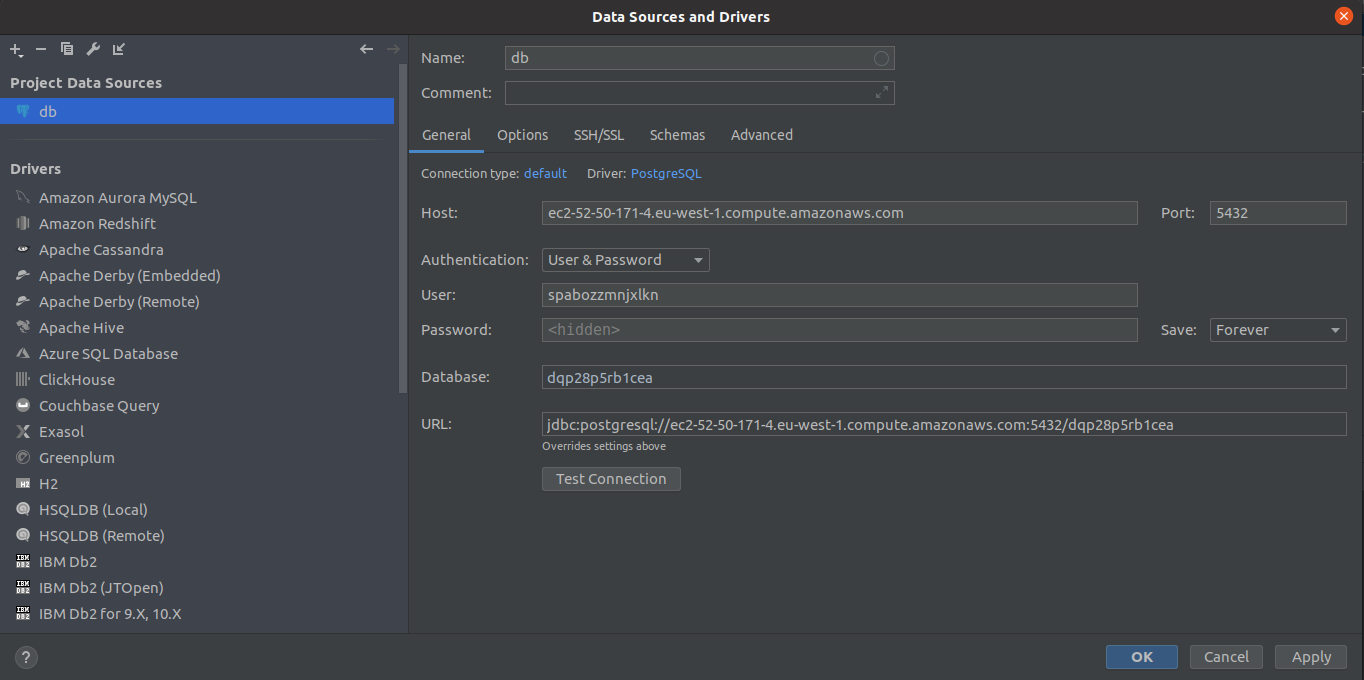 Data Sources and Drivers
Project Data Sources
db
Drivers
Amazon Aurora MySQL
Amazon Redshift
Apache Cassandra
Apache Derby (Embedded)
Apache Derby (Remote)
Apache Hive
Azure SQL Database
ClickHouse
Couchbase Query
Exasol
Greenplum
H2
HSQLDB (Local)
HSQLDB (Remote)
IBM Db2
IBM Db2 (JTOpen)
IBM Db2 for 9.X, 10.X
Name: db
Comment:
General Options SSH/SSL Schemas Advanced
Connection type: default Driver: PostgreSQL
Host: ec2-52-50-171-4.eu-west-1.compute.amazonaws.com Port: 5432
Authentication: User & Password
User: spabozzmnjxlkn
Password: <hidden> Save: Forever
Database: dqp28p5rb1cea
URL: jdbc:postgresql://ec2-52-50-171-4.eu-west-1.compute.amazonaws.com:5432/dqp28p5rb1cea
Overrides settings above
Test Connection
? OK Cancel Apply